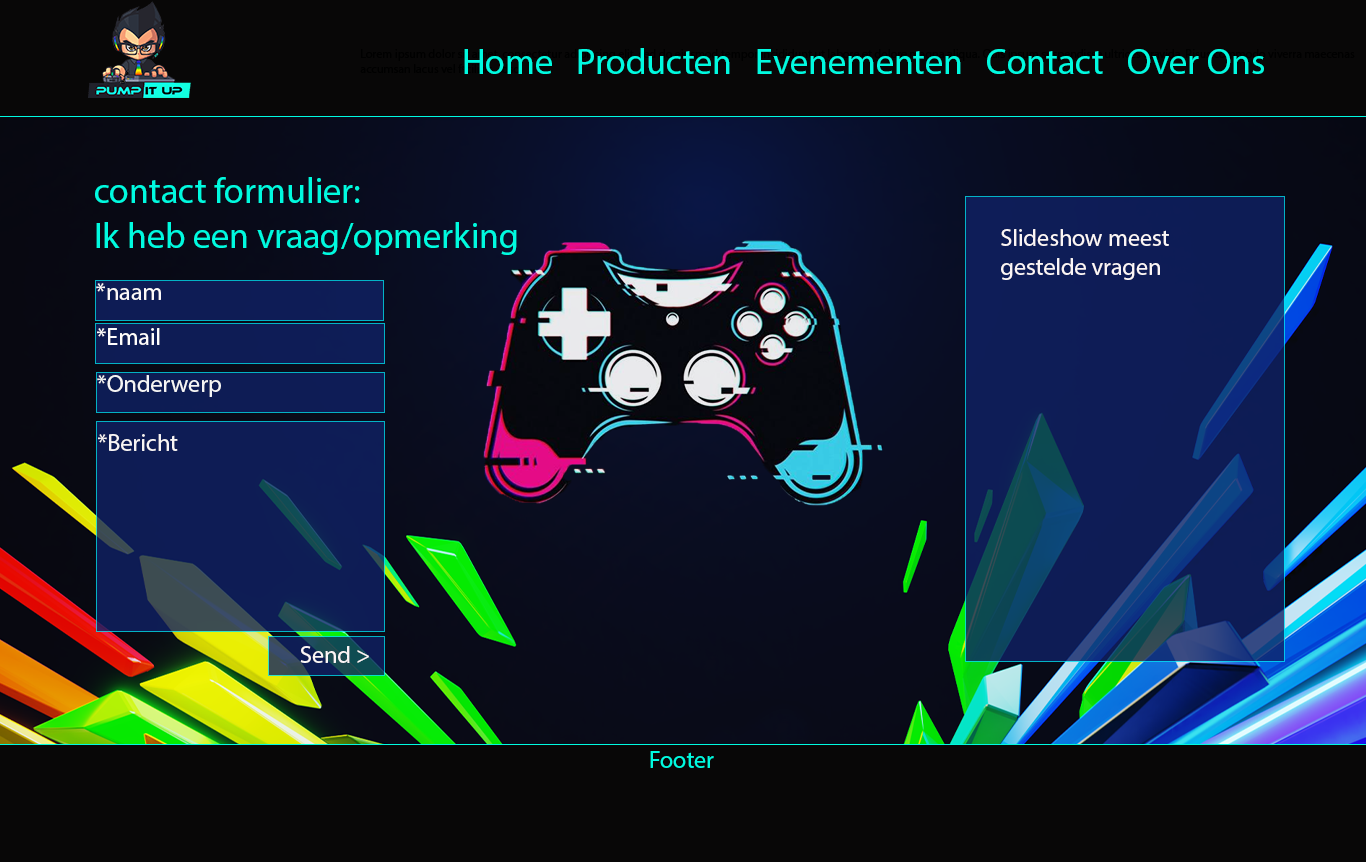 PUMP IT UP
Home Producten Evenementen Contact Over Ons
contact formulier:
Ik heb een vraag/opmerking
*naam
*Email
*Onderwerp
*Bericht
Send >
Slideshow meest
gestelde vragen
Footer